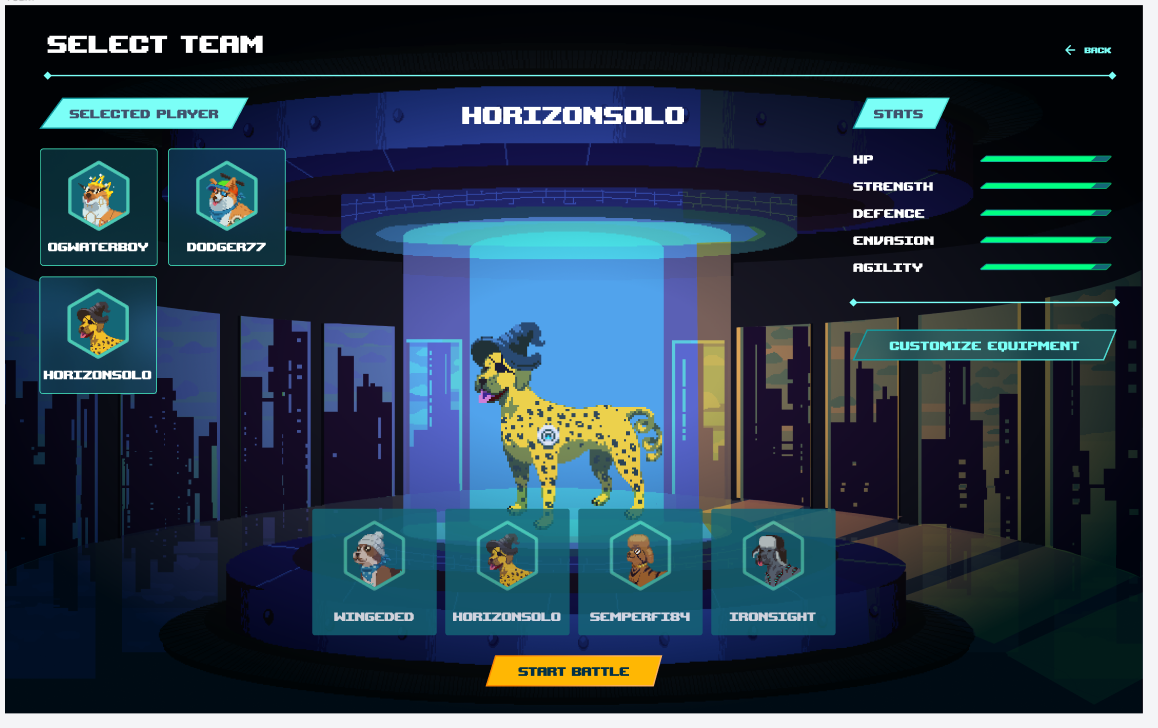 SELECT TEAM
BACK
SELECTED PLAYER
HORIZONSOLO
STATS
HP
STRENGTH
DEFENCE
ENVASION
AGILITY
OGWATERBOY
DODGER77
HORIZONSOLO
CUSTOMIZE EQUIPMENT
WINGEDED
HORIZONSOLO
SEMPERFI84
IRONSIGHT
START BATTLE